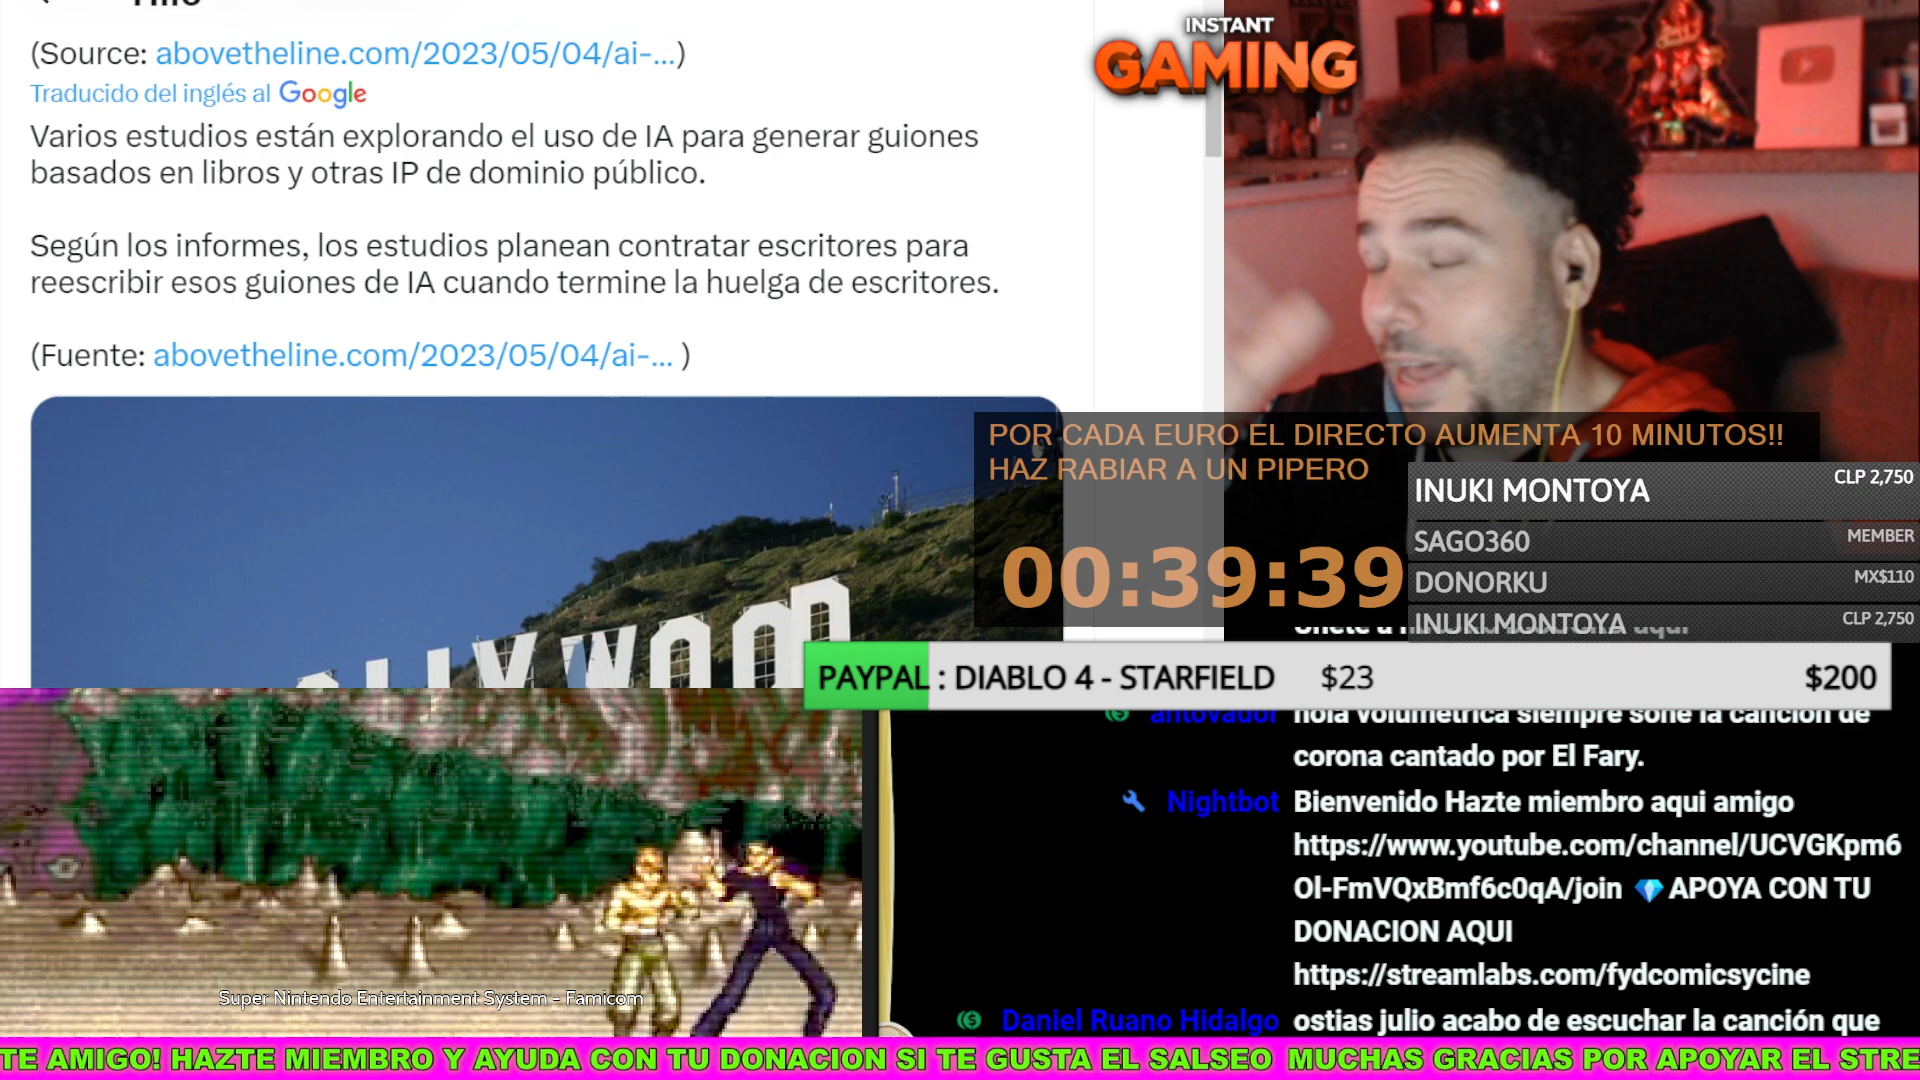 (Source: abovetheline.com/2023/05/04/ai-...)
Traducido del inglés al Google
Varios estudios están explorando el uso de IA para generar guiones
basados en libros y otras IP de dominio público.
Según los informes, los estudios planean contratar escritores para
reescribir esos guiones de IA cuando termine la huelga de escritores.
(Fuente: abovetheline.com/2023/05/04/ai-... )
INSTANT
GAMING
POR CADA EURO EL DIRECTO AUMENTA 10 MINUTOS!!
HAZ RABIAR A UN PIPERO
00:39:39
INUKI MONTOYA CLP 2,750
SAGO360 MEMBER
DONORKU MX$110
INUKI MONTOYA CLP 2,750
PAYPAL : DIABLO 4 - STARFIELD $23 $200
antovador hola volumetrica siempre soñe la canción de
corona cantado por El Fary.
Nightbot Bienvenido Hazte miembro aqui amigo
https://www.youtube.com/channel/UCVGKpm6
Ol-FmVQxBmf6c0qA/join 💎 APOYA CON TU
DONACION AQUI
https://streamlabs.com/fydcomicsycine
Daniel Ruano Hidalgo ostias julio acabo de escuchar la canción que
Super Nintendo Entertainment System - Famicom
TE AMIGO! HAZTE MIEMBRO Y AYUDA CON TU DONACION SI TE GUSTA EL SALSEO MUCHAS GRACIAS POR APOYAR EL STRE